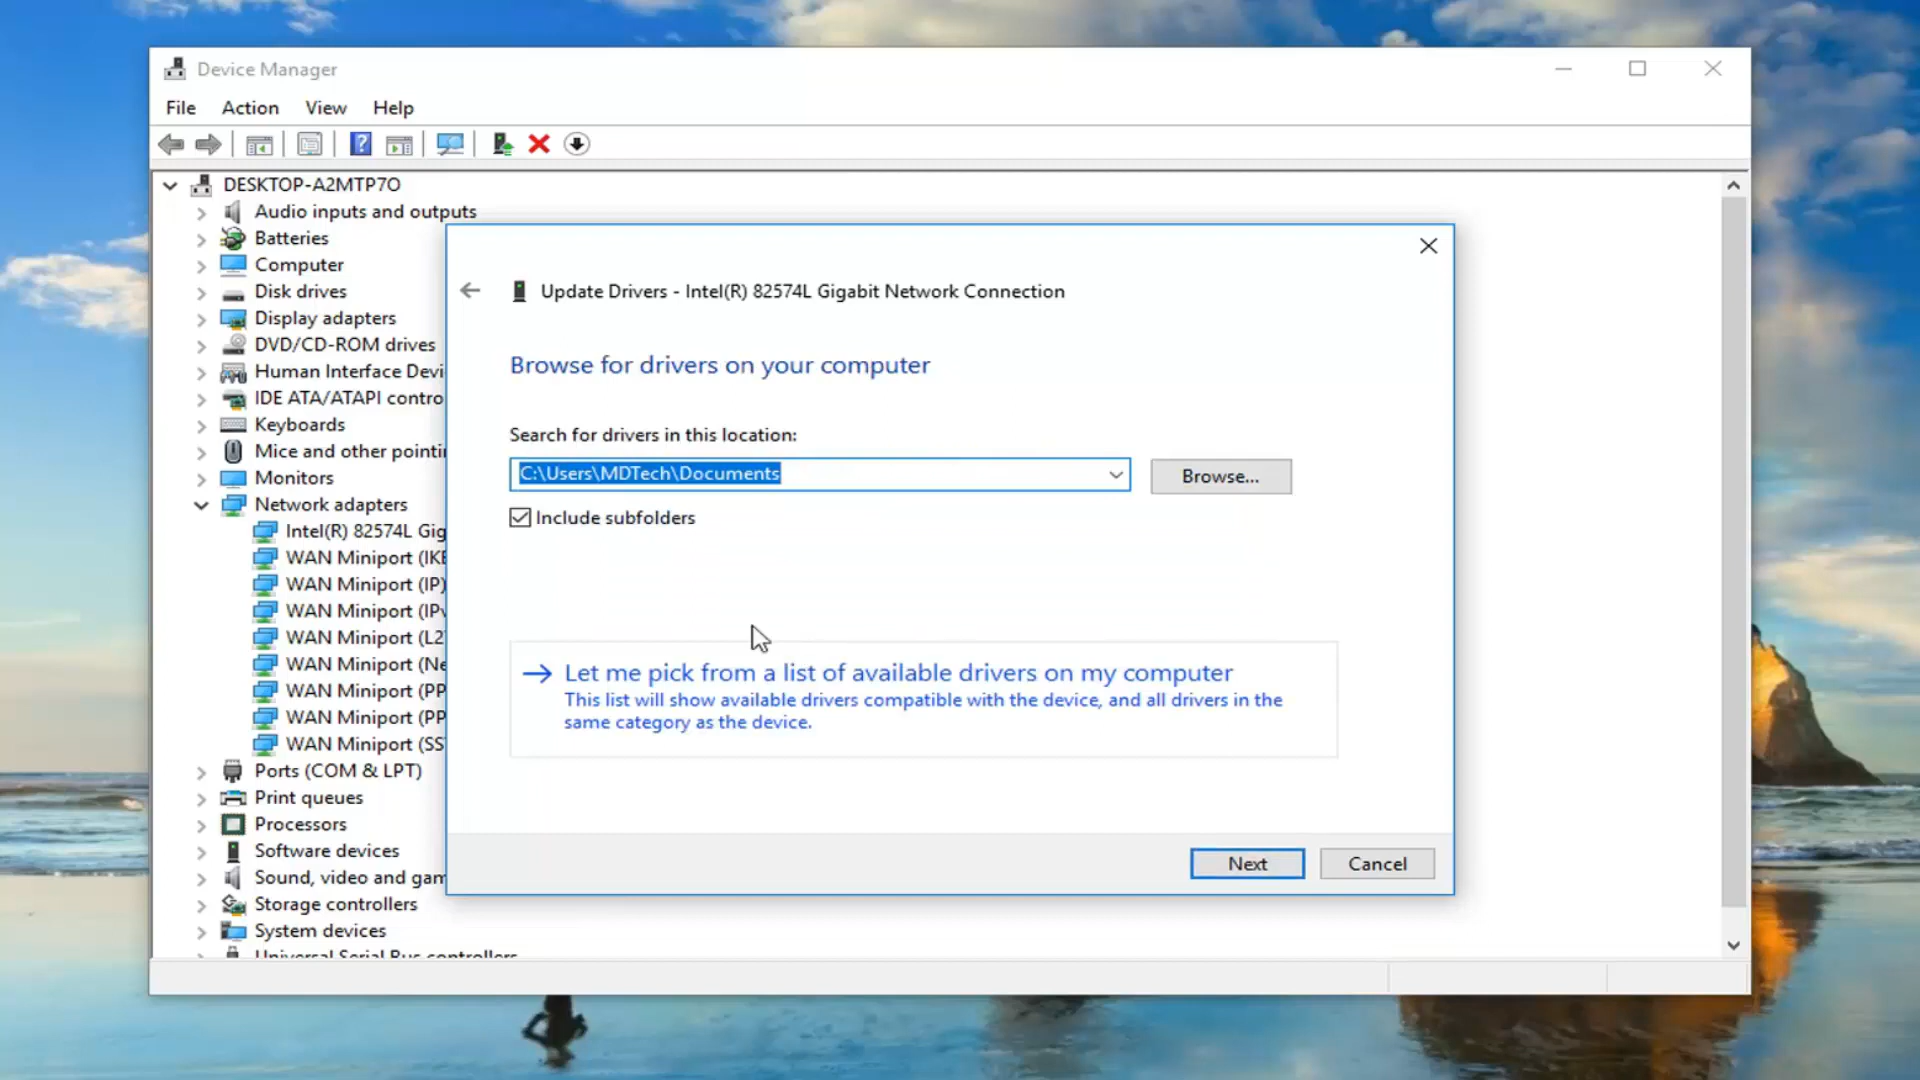 Device Manager
File Action View Help
DESKTOP-A2MTP7O
Audio inputs and outputs
Batteries
Computer
Disk drives
Display adapters
DVD/CD-ROM drives
Human Interface Devi
IDE ATA/ATAPI contro
Keyboards
Mice and other pointi
Monitors
Network adapters
Intel(R) 82574L Gig
WAN Miniport (IKE
WAN Miniport (IP)
WAN Miniport (IPv
WAN Miniport (L2
WAN Miniport (Ne
WAN Miniport (PP
WAN Miniport (PP
WAN Miniport (SS
Ports (COM & LPT)
Print queues
Processors
Software devices
Sound, video and gam
Storage controllers
System devices
Universal Serial Bus controllers
Update Drivers - Intel(R) 82574L Gigabit Network Connection
Browse for drivers on your computer
Search for drivers in this location:
C:\Users\MDTech\Documents
Browse...
Include subfolders
Let me pick from a list of available drivers on my computer
This list will show available drivers compatible with the device, and all drivers in the
same category as the device.
Next Cancel